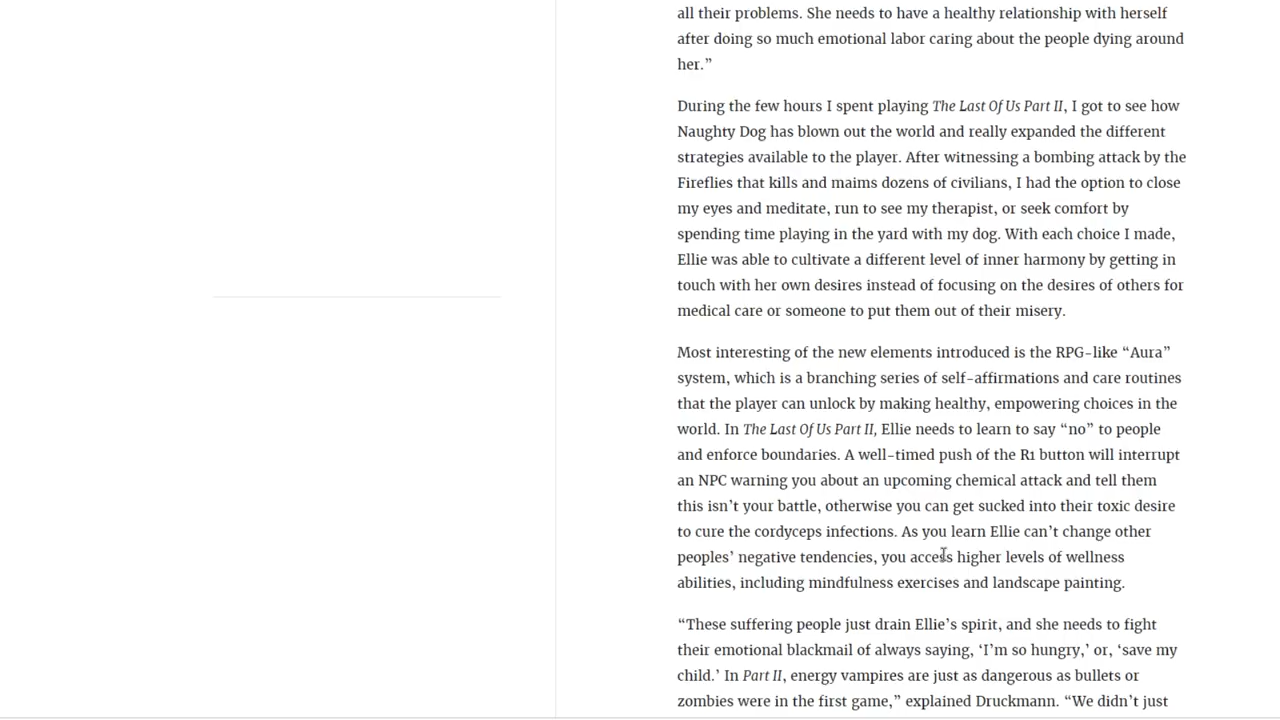 all their problems. She needs to have a healthy relationship with herself
after doing so much emotional labor caring about the people dying around
her.”
During the few hours I spent playing The Last Of Us Part II, I got to see how
Naughty Dog has blown out the world and really expanded the different
strategies available to the player. After witnessing a bombing attack by the
Fireflies that kills and maims dozens of civilians, I had the option to close
my eyes and meditate, run to see my therapist, or seek comfort by
spending time playing in the yard with my dog. With each choice I made,
Ellie was able to cultivate a different level of inner harmony by getting in
touch with her own desires instead of focusing on the desires of others for
medical care or someone to put them out of their misery.
Most interesting of the new elements introduced is the RPG-like “Aura”
system, which is a branching series of self-affirmations and care routines
that the player can unlock by making healthy, empowering choices in the
world. In The Last Of Us Part II, Ellie needs to learn to say “no” to people
and enforce boundaries. A well-timed push of the R1 button will interrupt
an NPC warning you about an upcoming chemical attack and tell them
this isn’t your battle, otherwise you can get sucked into their toxic desire
to cure the cordyceps infections. As you learn Ellie can’t change other
peoples’ negative tendencies, you access higher levels of wellness
abilities, including mindfulness exercises and landscape painting.
“These suffering people just drain Ellie’s spirit, and she needs to fight
their emotional blackmail of always saying, ‘I’m so hungry,’ or, ‘save my
child.’ In Part II, energy vampires are just as dangerous as bullets or
zombies were in the first game,” explained Druckmann. “We didn’t just